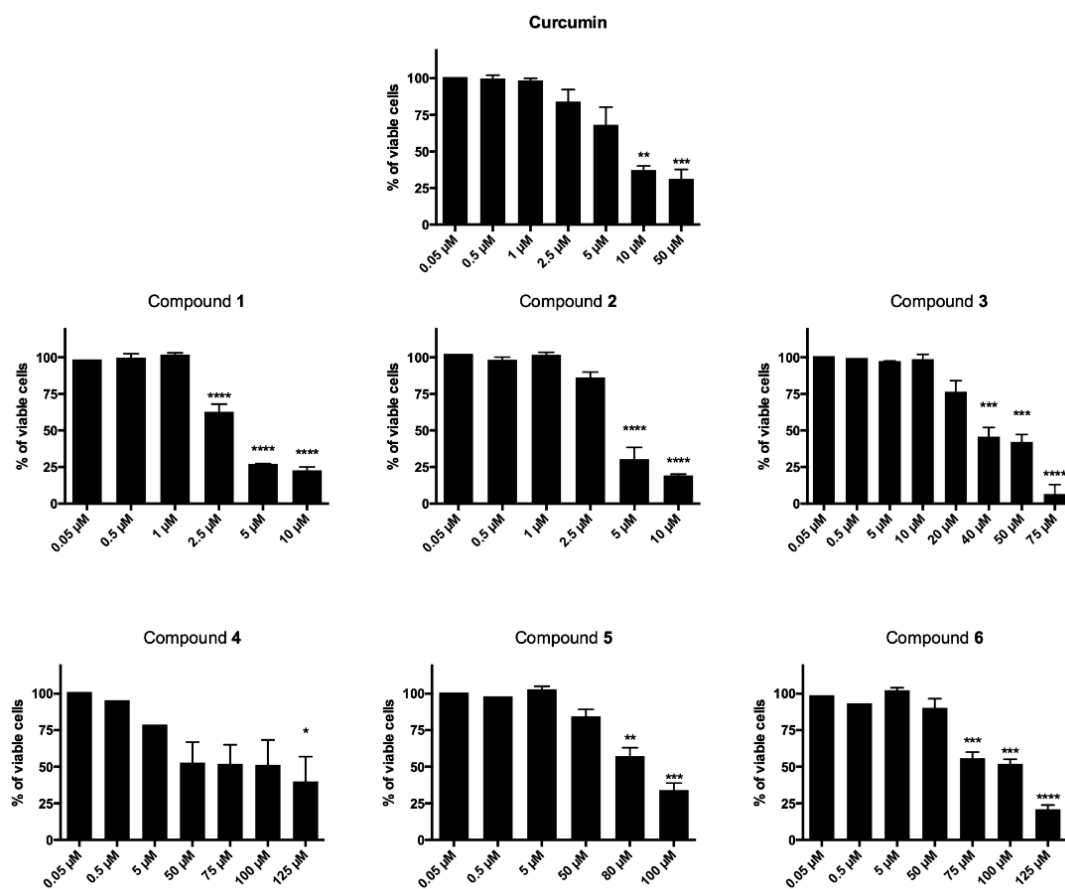 Curcumin
% of viable cells
100
75
50
25
0
** ***
0.05 µM 0.5 µM 1 µM 2.5 µM 5 µM 10 µM 50 µM
Compound 1
% of viable cells
100
75
50
25
0
**** **** ****
0.05 µM 0.5 µM 1 µM 2.5 µM 5 µM 10 µM
Compound 2
% of viable cells
100
75
50
25
0
**** ****
0.05 µM 0.5 µM 1 µM 2.5 µM 5 µM 10 µM
Compound 3
% of viable cells
100
75
50
25
0
*** *** ****
0.05 µM 0.5 µM 5 µM 10 µM 20 µM 40 µM 50 µM 75 µM
Compound 4
% of viable cells
100
75
50
25
0
*
0.05 µM 0.5 µM 5 µM 50 µM 75 µM 100 µM 125 µM
Compound 5
% of viable cells
100
75
50
25
0
** ***
0.05 µM 0.5 µM 5 µM 50 µM 80 µM 100 µM
Compound 6
% of viable cells
100
75
50
25
0
*** *** ****
0.05 µM 0.5 µM 5 µM 50 µM 75 µM 100 µM 125 µM